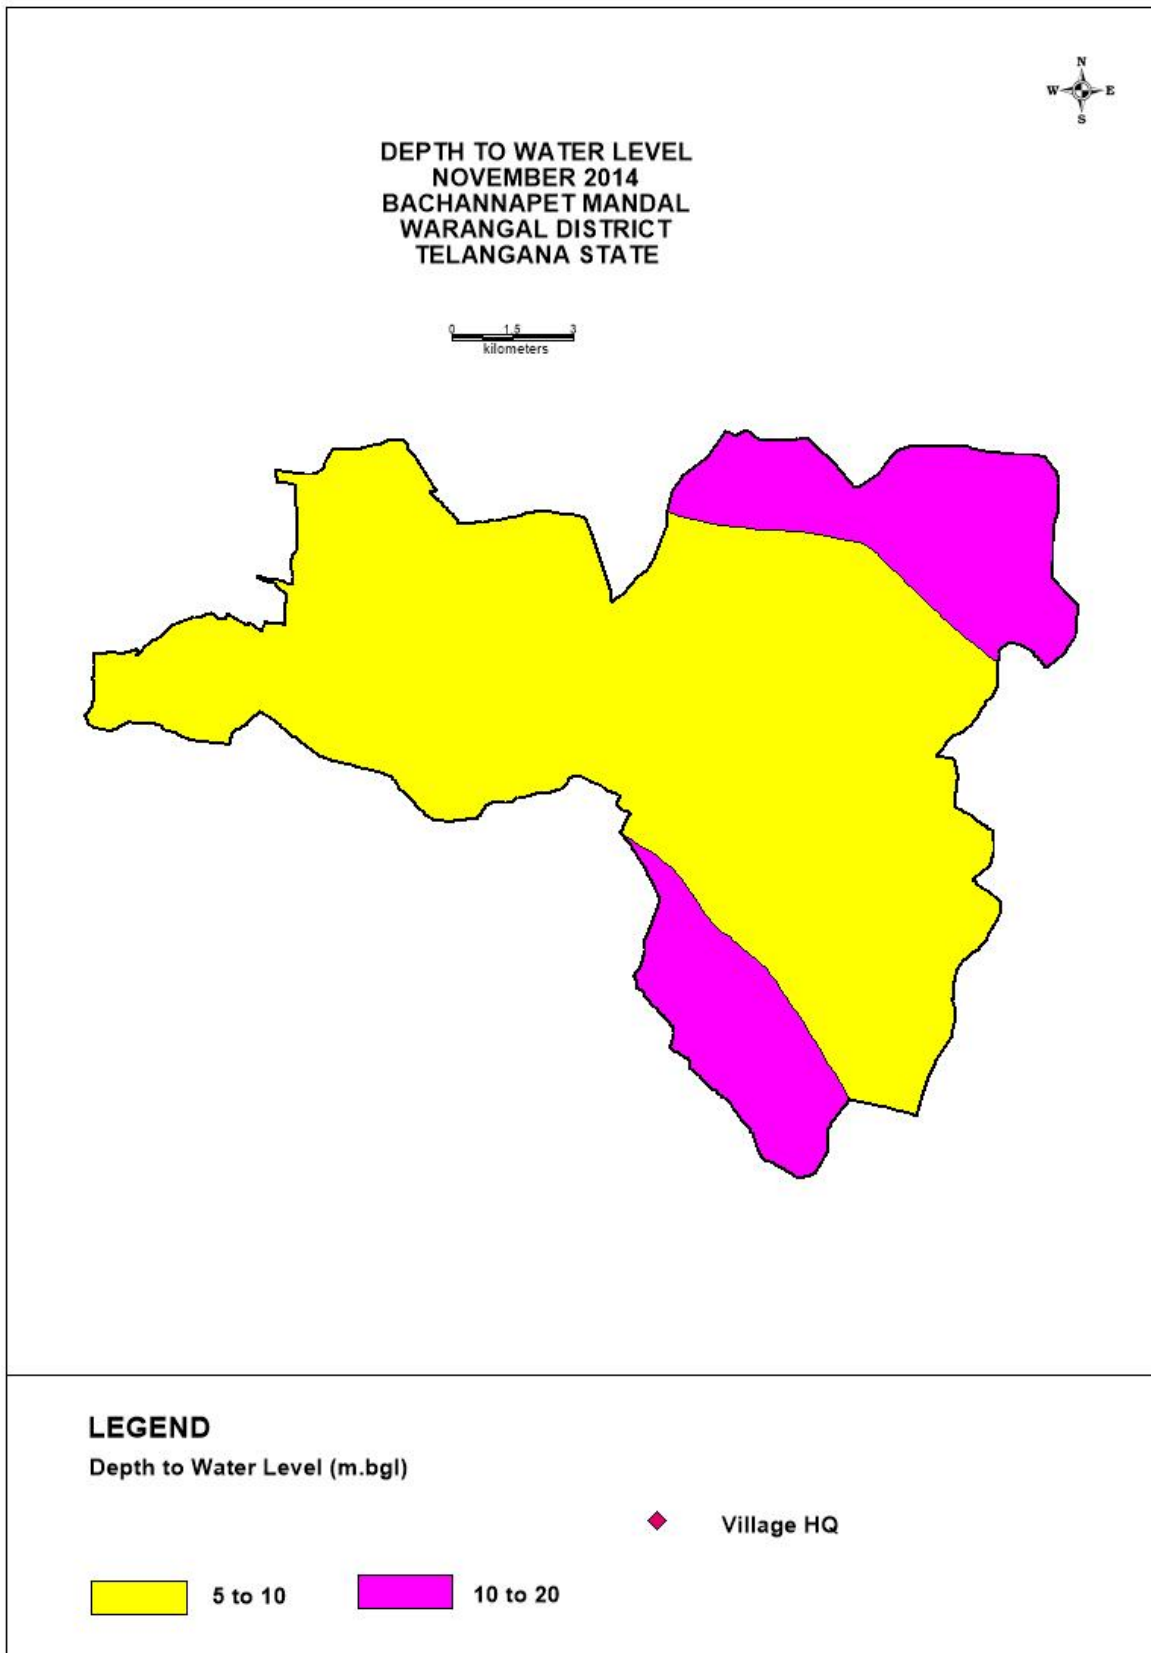 N
W E
S
DEPTH TO WATER LEVEL
NOVEMBER 2014
BACHANNAPET MANDAL
WARANGAL DISTRICT
TELANGANA STATE
0 1.5 3
kilometers
LEGEND
Depth to Water Level (m.bgl)
Village HQ
5 to 10 10 to 20